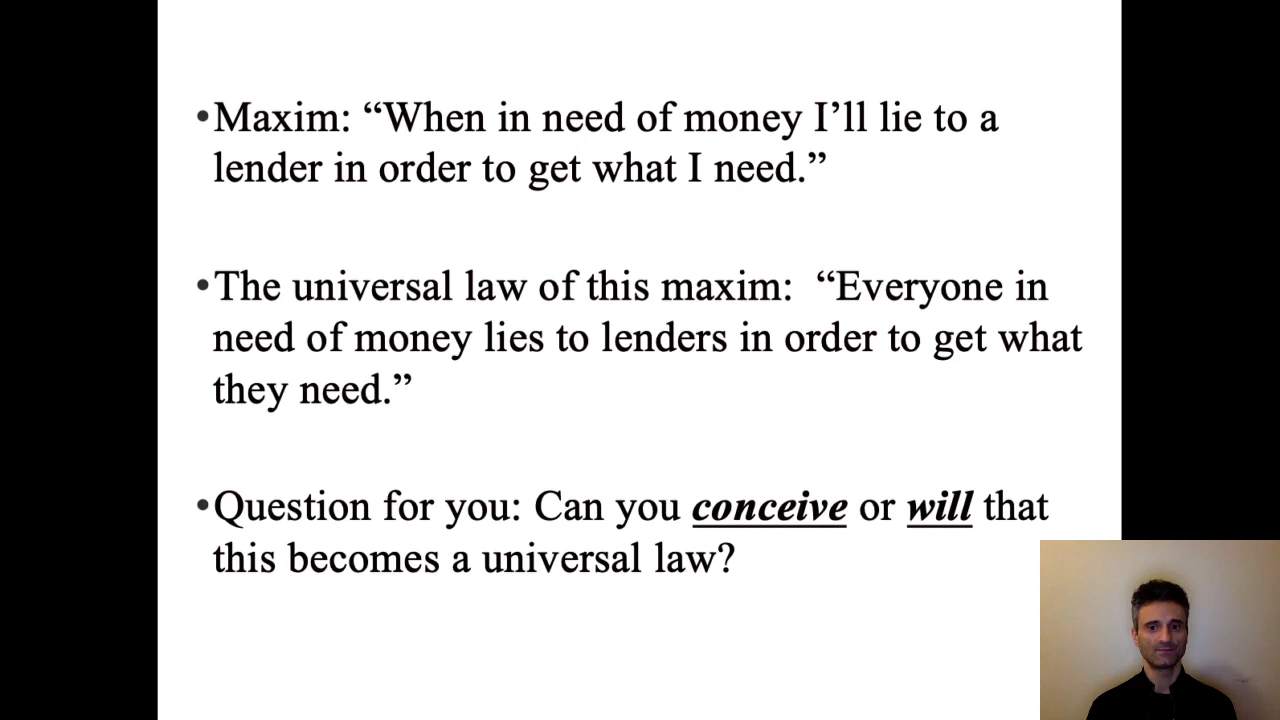 •Maxim: “When in need of money I’ll lie to a
lender in order to get what I need.”
•The universal law of this maxim:  “Everyone in
need of money lies to lenders in order to get what
they need.”
•Question for you: Can you conceive or will that
this becomes a universal law?